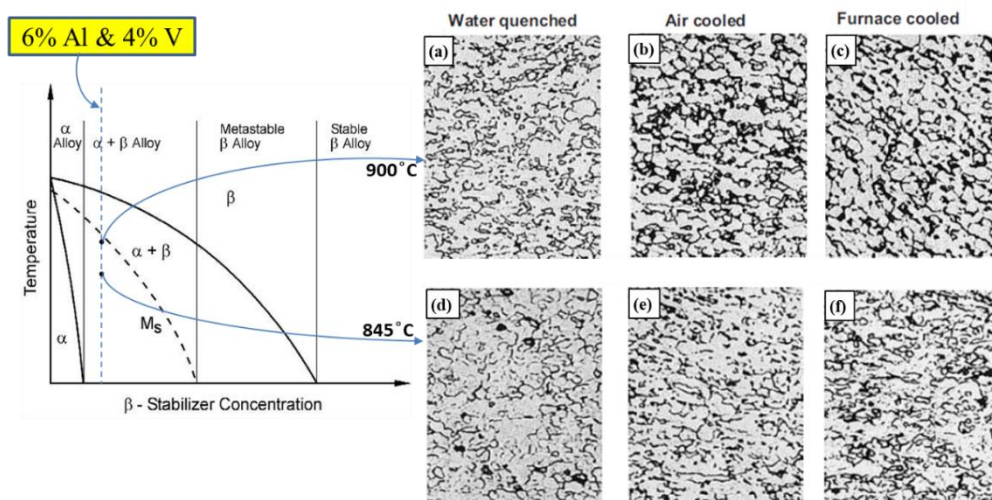 6% Al & 4% V
Water quenched
Air cooled
Furnace cooled
(a)
(b)
(c)
α
Alloy
α + β Alloy
Metastable
β Alloy
Stable
β Alloy
900°C
β
α + β
Temperature
(d)
(e)
(f)
Ms
845°C
α
β - Stabilizer Concentration